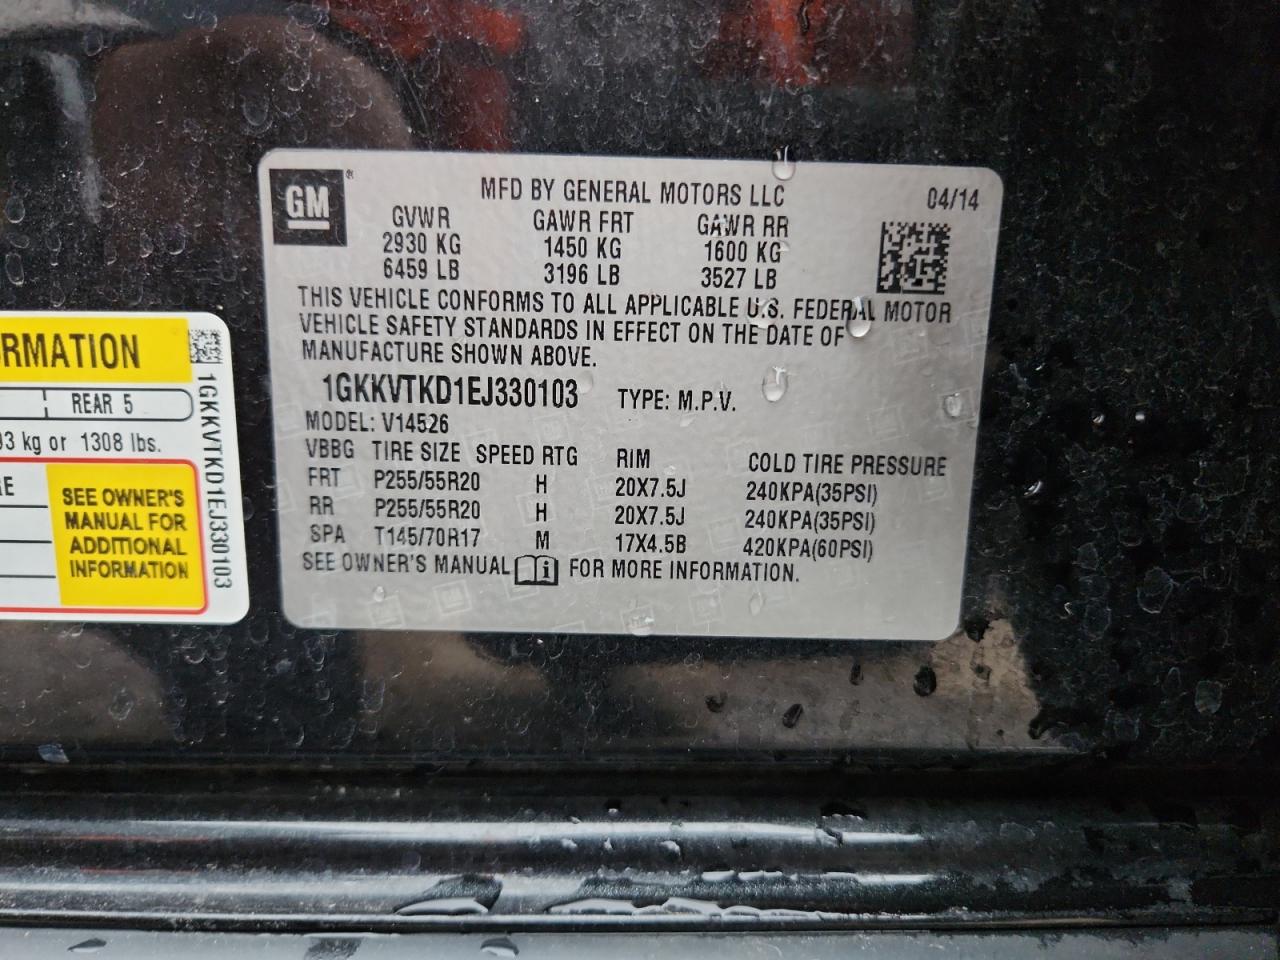 GM
MFD BY GENERAL MOTORS LLC 04/14
GVWR GAWR FRT GAWR RR
2930 KG 1450 KG 1600 KG
6459 LB 3196 LB 3527 LB
THIS VEHICLE CONFORMS TO ALL APPLICABLE U.S. FEDERAL MOTOR
VEHICLE SAFETY STANDARDS IN EFFECT ON THE DATE OF
MANUFACTURE SHOWN ABOVE.
1GKKVTKD1EJ330103 TYPE: M.P.V.
MODEL: V14526
VBBG TIRE SIZE SPEED RTG RIM COLD TIRE PRESSURE
FRT P255/55R20 H 20X7.5J 240KPA(35PSI)
RR P255/55R20 H 20X7.5J 240KPA(35PSI)
SPA T145/70R17 M 17X4.5B 420KPA(60PSI)
SEE OWNER'S MANUAL i FOR MORE INFORMATION.
RMATION
REAR 5
93 kg or 1308 lbs.
RE
SEE OWNER'S
MANUAL FOR
ADDITIONAL
INFORMATION
1GKKVTKD1EJ330103